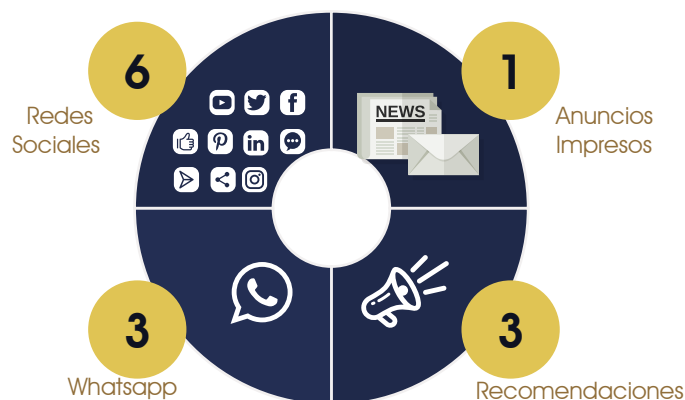 6
1
Redes
Sociales
NEWS
Anuncios
Impresos
3
3
Whatsapp
Recomendaciones